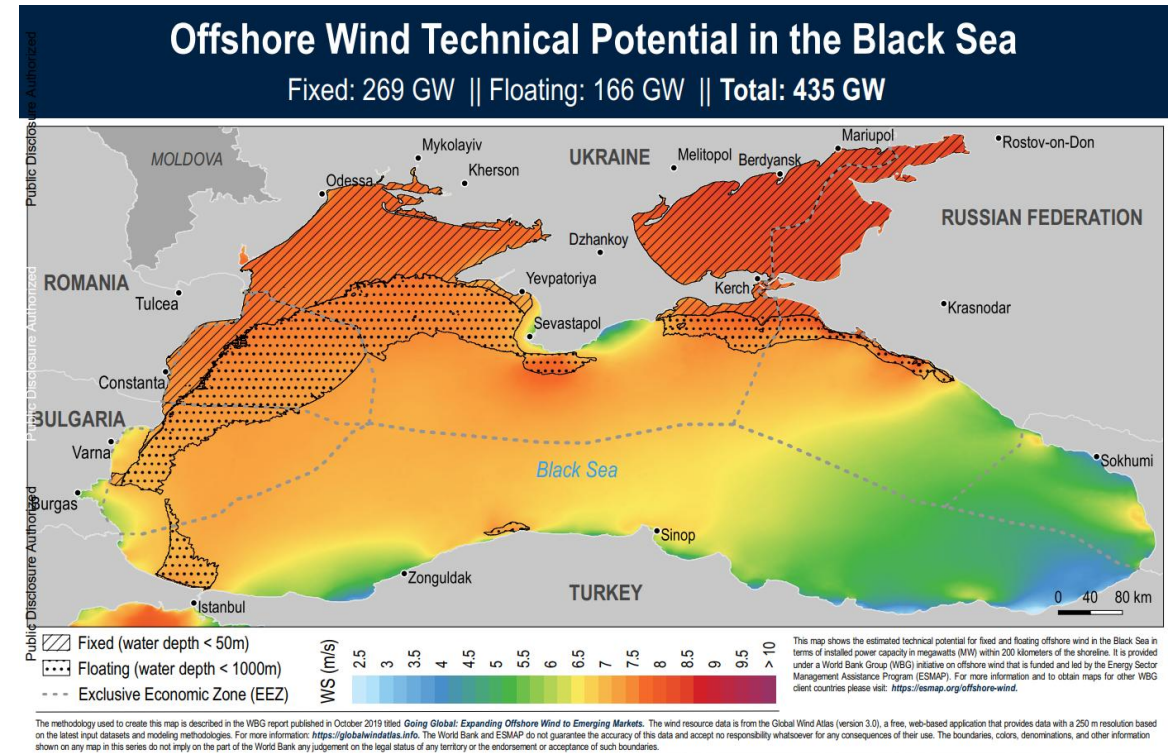 Offshore Wind Technical Potential in the Black Sea
Fixed: 269 GW || Floating: 166 GW || Total: 435 GW
Public Disclosure Authorized
Public Disclosure Authorized
Public Disclosure Authorized
Public Disclosure Authorized
MOLDOVA
Mykolayiv
Kherson
Odessa
UKRAINE
Melitopol
Berdyansk
Mariupol
Rostov-on-Don
RUSSIAN FEDERATION
Dzhankoy
ROMANIA
Tulcea
Yevpatoriya
Kerch
Krasnodar
Sevastapol
Constanta
BULGARIA
Varna
Burgas
Black Sea
Sokhumi
Sinop
Zonguldak
TURKEY
Istanbul
0 40 80 km
Fixed (water depth < 50m)
Floating (water depth < 1000m)
Exclusive Economic Zone (EEZ)
WS (m/s)
2.5 3 3.5 4 4.5 5 5.5 6 6.5 7 7.5 8 8.5 9 9.5 > 10
This map shows the estimated technical potential for fixed and floating offshore wind in the Black Sea in
terms of installed power capacity in megawatts (MW) within 200 kilometers of the shoreline. It is provided
under a World Bank Group (WBG) initiative on offshore wind that is funded and led by the Energy Sector
Management Assistance Program (ESMAP). For more information and to obtain maps for other WBG
client countries please visit: https://esmap.org/offshore-wind.
The methodology used to create this map is described in the WBG report published in October 2019 titled Going Global: Expanding Offshore Wind to Emerging Markets. The wind resource data is from the Global Wind Atlas (version 3.0), a free, web-based application that provides data with a 250 m resolution based
on the latest input datasets and modeling methodologies. For more information: https://globalwindatlas.info. The World Bank and ESMAP do not guarantee the accuracy of this data and accept no responsibility whatsoever for any consequences of their use. The boundaries, colors, denominations, and other information
shown on any map in this series do not imply on the part of the World Bank any judgement on the legal status of any territory or the endorsement or acceptance of such boundaries.